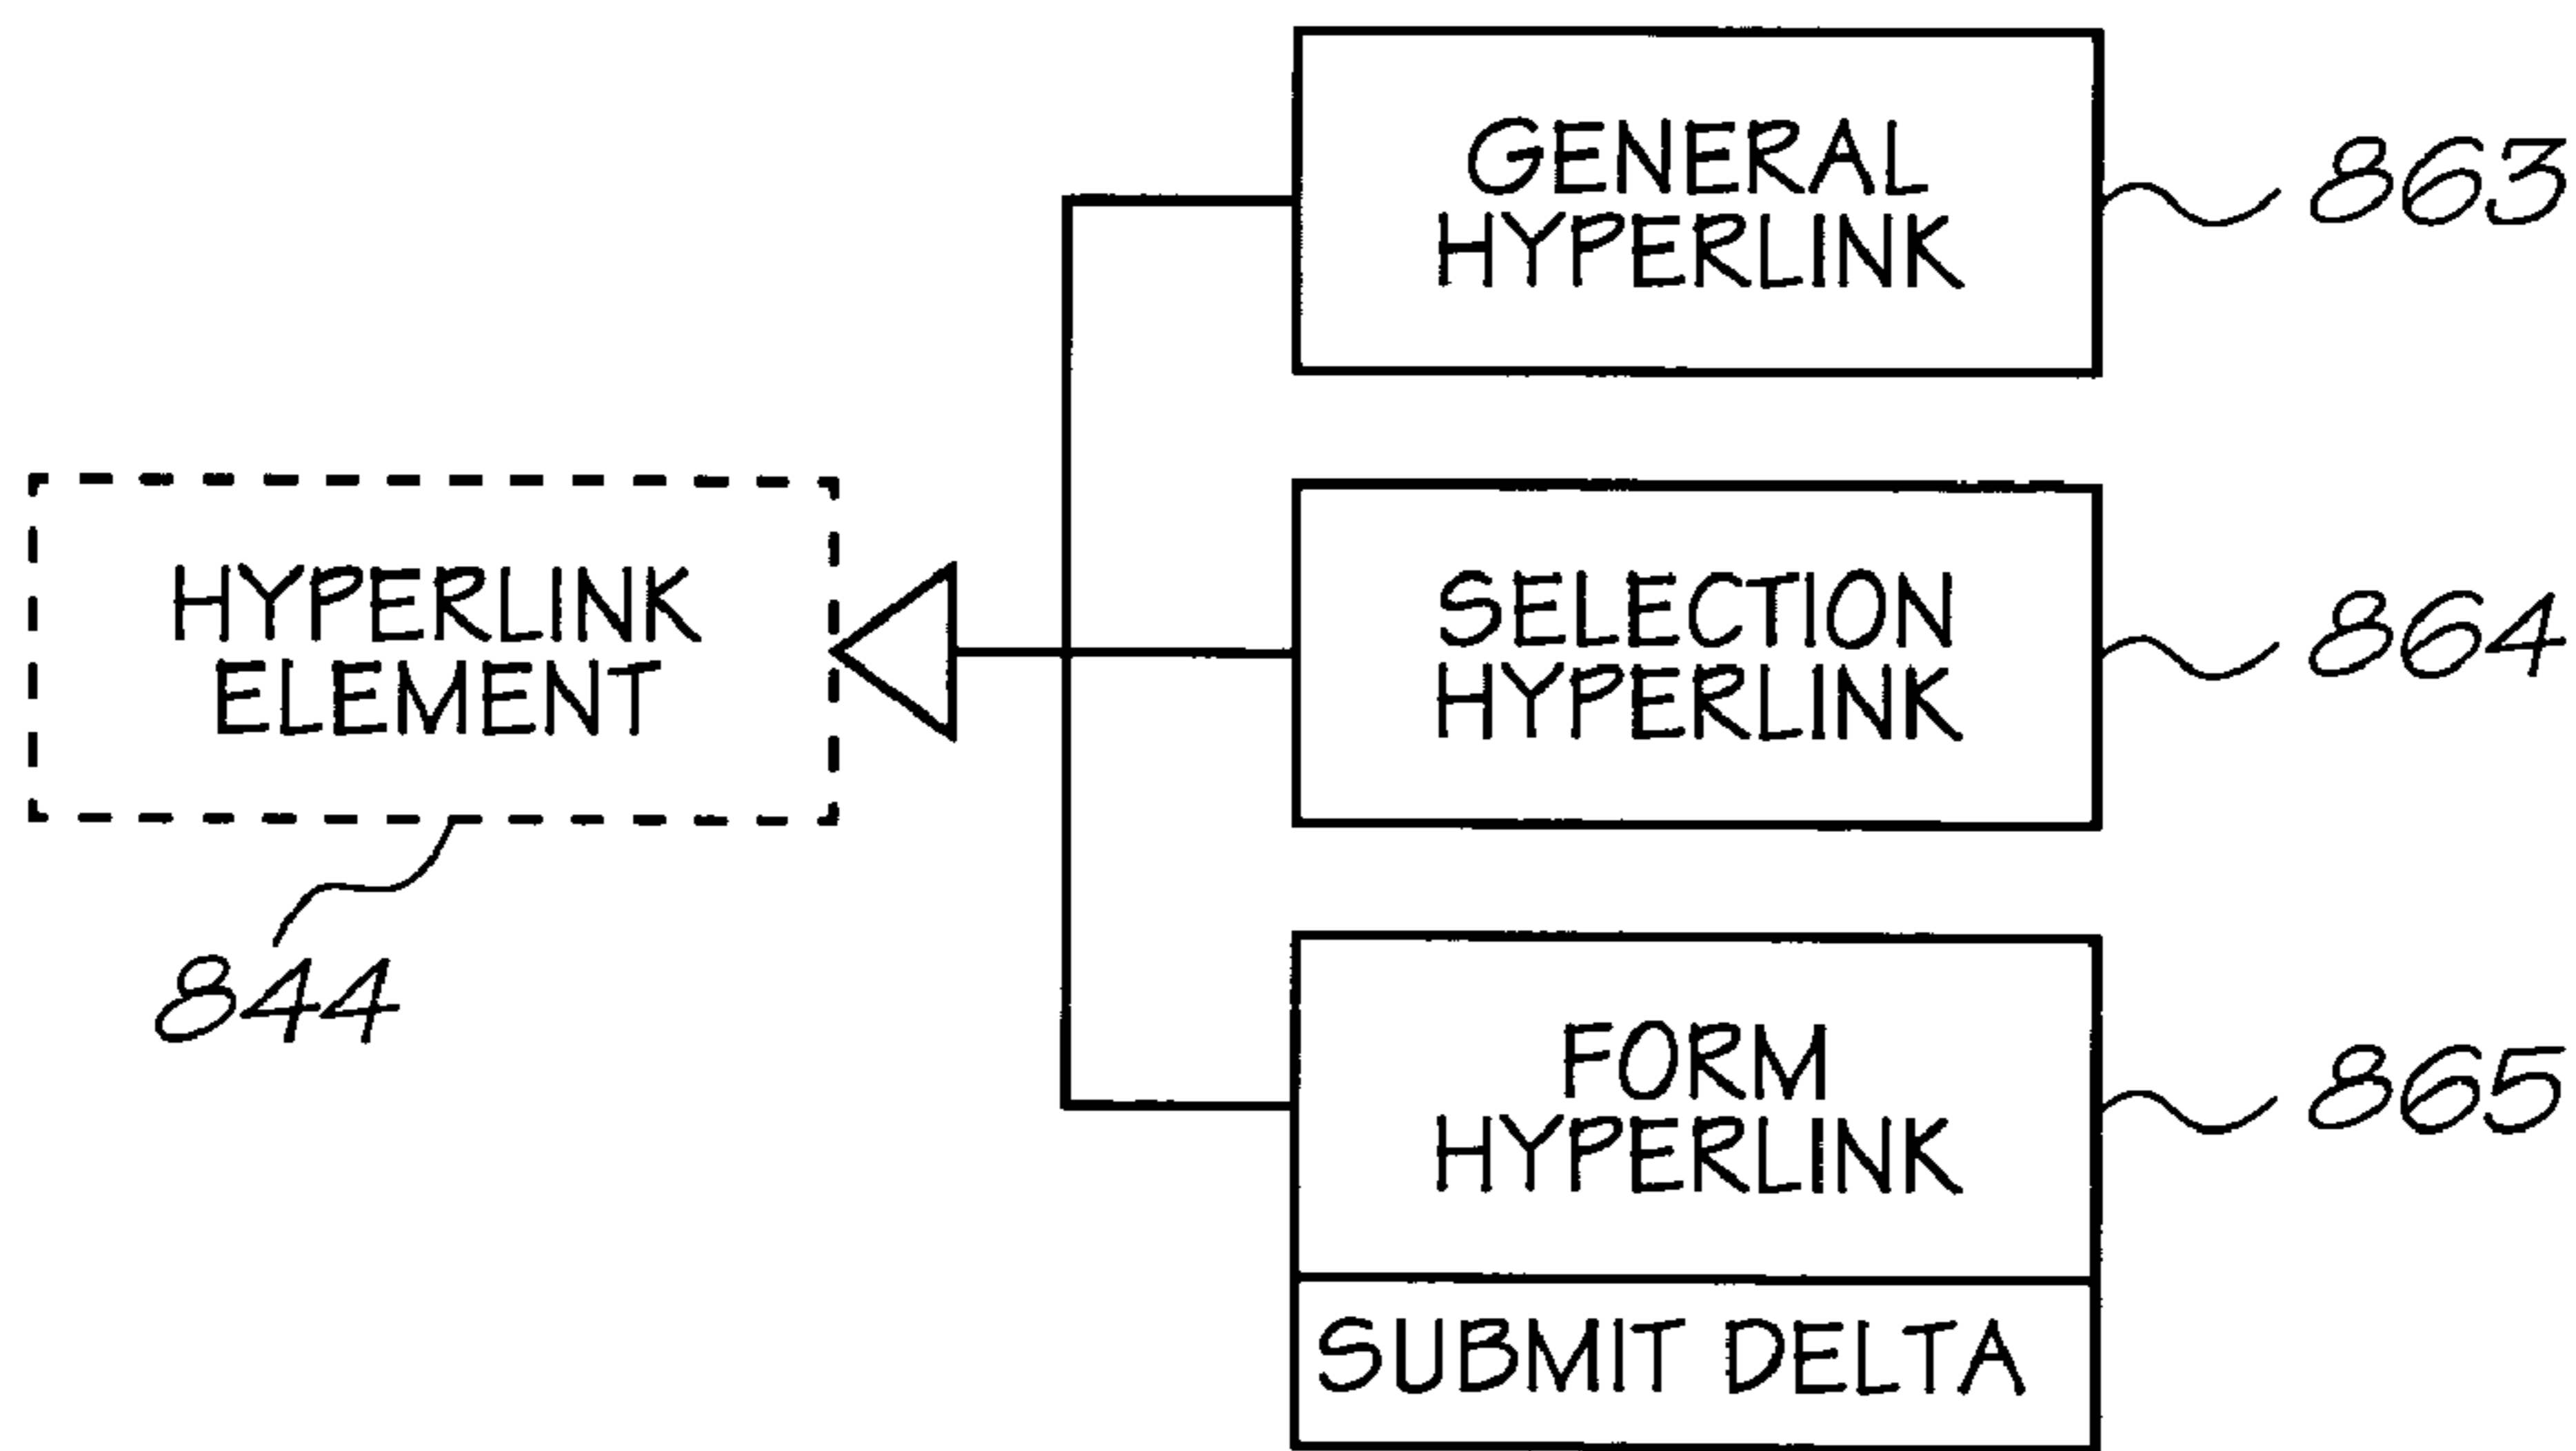 GENERAL
HYPERLINK
863
HYPERLINK
ELEMENT
844
SELECTION
HYPERLINK
864
FORM
HYPERLINK
865
SUBMIT DELTA